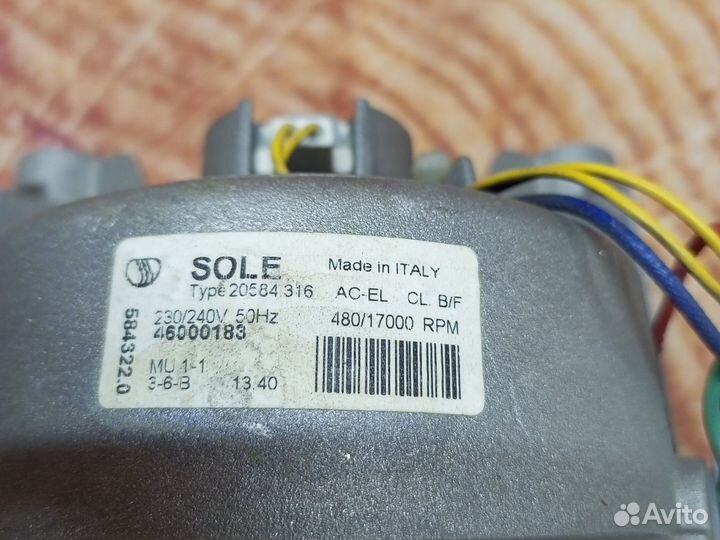 SOLE Made in ITALY
Type 20584.316 AC-EL CL. B/F
230/240V 50Hz 480/17000 RPM
46000183
MU 1-1
3-6-B 13.40
584322.0
Avito